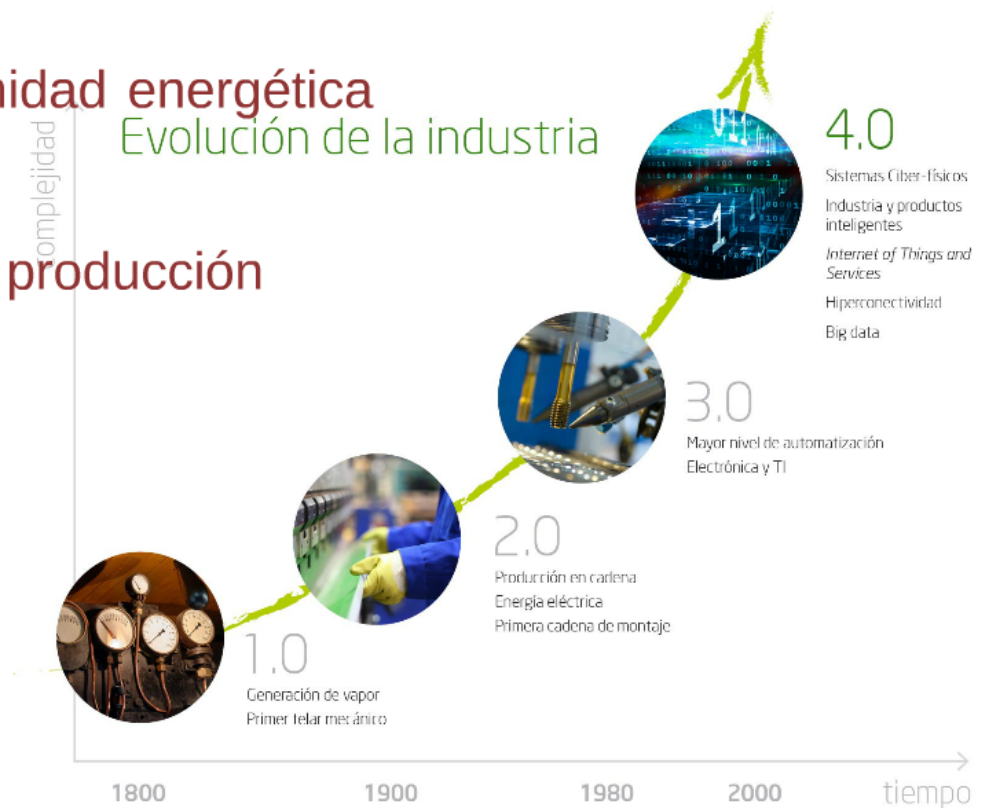 nidad energética
Evolución de la industria
complejidad
producción
4.0
Sistemas Ciber-físicos
Industria y productos
inteligentes
Internet of Things and
Services
Hiperconectividad
Big data
3.0
Mayor nivel de automatización
Electrónica y TI
2.0
Producción en cadena
Energía eléctrica
Primera cadena de montaje
1.0
Generación de vapor
Primer telar mecánico
1800
1900
1980
2000
tiempo